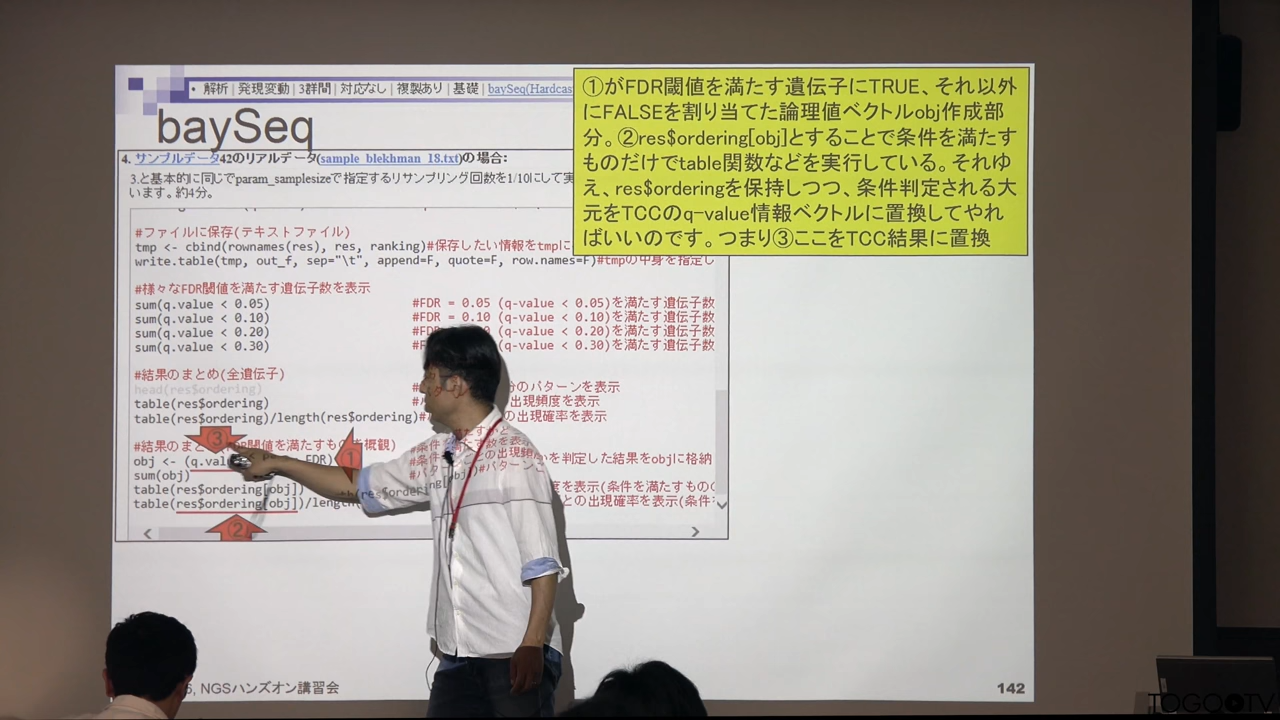 ・解析 | 発現変動 | 3群間 | 対応なし | 複製あり | 基礎 | baySeq(Hardcas
baySeq
①がFDR閾値を満たす遺伝子にTRUE、それ以外
にFALSEを割り当てた論理値ベクトルobj作成部
分。②res$ordering[obj]とすることで条件を満たす
ものだけでtable関数などを実行している。それゆ
え、res$orderingを保持しつつ、条件判定される大
元をTCCのq-value情報ベクトルに置換してやれ
ばいいのです。つまり③ここをTCC結果に置換
4. サンプルデータ42のリアルデータ(sample_blekhman_18.txt)の場合:
3.と基本的に同じでparam_samplesizeで指定するリサンプリング回数を1/10にして実
います。約4分。
#ファイルに保存(テキストファイル)
tmp <- cbind(rownames(res), res, ranking)#保存したい情報をtmpに
write.table(tmp, out_f, sep="\t", append=F, quote=F, row.names=F)#tmpの中身を指定し
#様々なFDR閾値を満たす遺伝子数を表示
sum(q.value < 0.05) #FDR = 0.05 (q-value < 0.05)を満たす遺伝子数
sum(q.value < 0.10) #FDR = 0.10 (q-value < 0.10)を満たす遺伝子数
sum(q.value < 0.20) #FD 0 (q-value < 0.20)を満たす遺伝子数
sum(q.value < 0.30) #F (q-value < 0.30)を満たす遺伝子数
#結果のまとめ(全遺伝子)
head(res$ordering) # 分のパターンを表示
table(res$ordering) 出現頻度を表示
table(res$ordering)/length(res$ordering)# の出現確率を表示
③ ①
#結果のまと DR閾値を満たすもの 概観)
obj <- (q.val FDR) かを判定した結果をobjに格納
sum(obj)
table(res$ordering[obj]) 度を表示(条件を満たすもの
table(res$ordering[obj])/length( との出現確率を表示(条件
②
6, NGSハンズオン講習会
142
TOGOTV